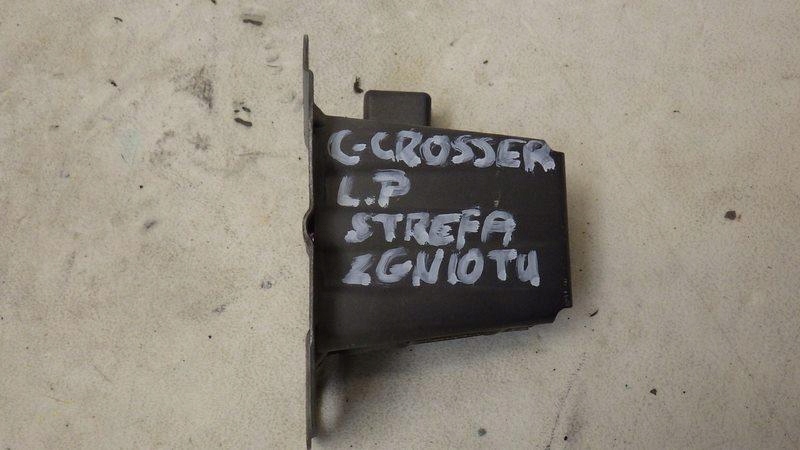 C-CROSSER
L.P
STREFA
ZGNIOTU